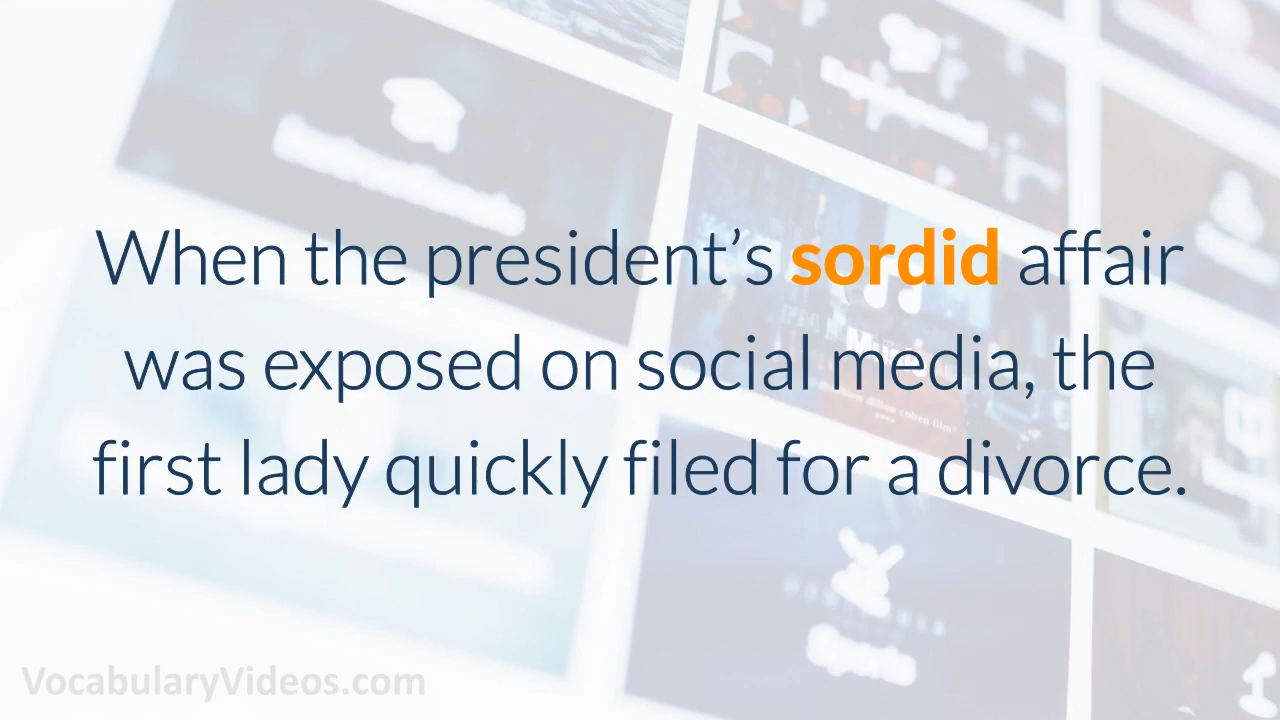 When the president’s sordid affair
was exposed on social media, the
first lady quickly filed for a divorce.
VocabularyVideos.com